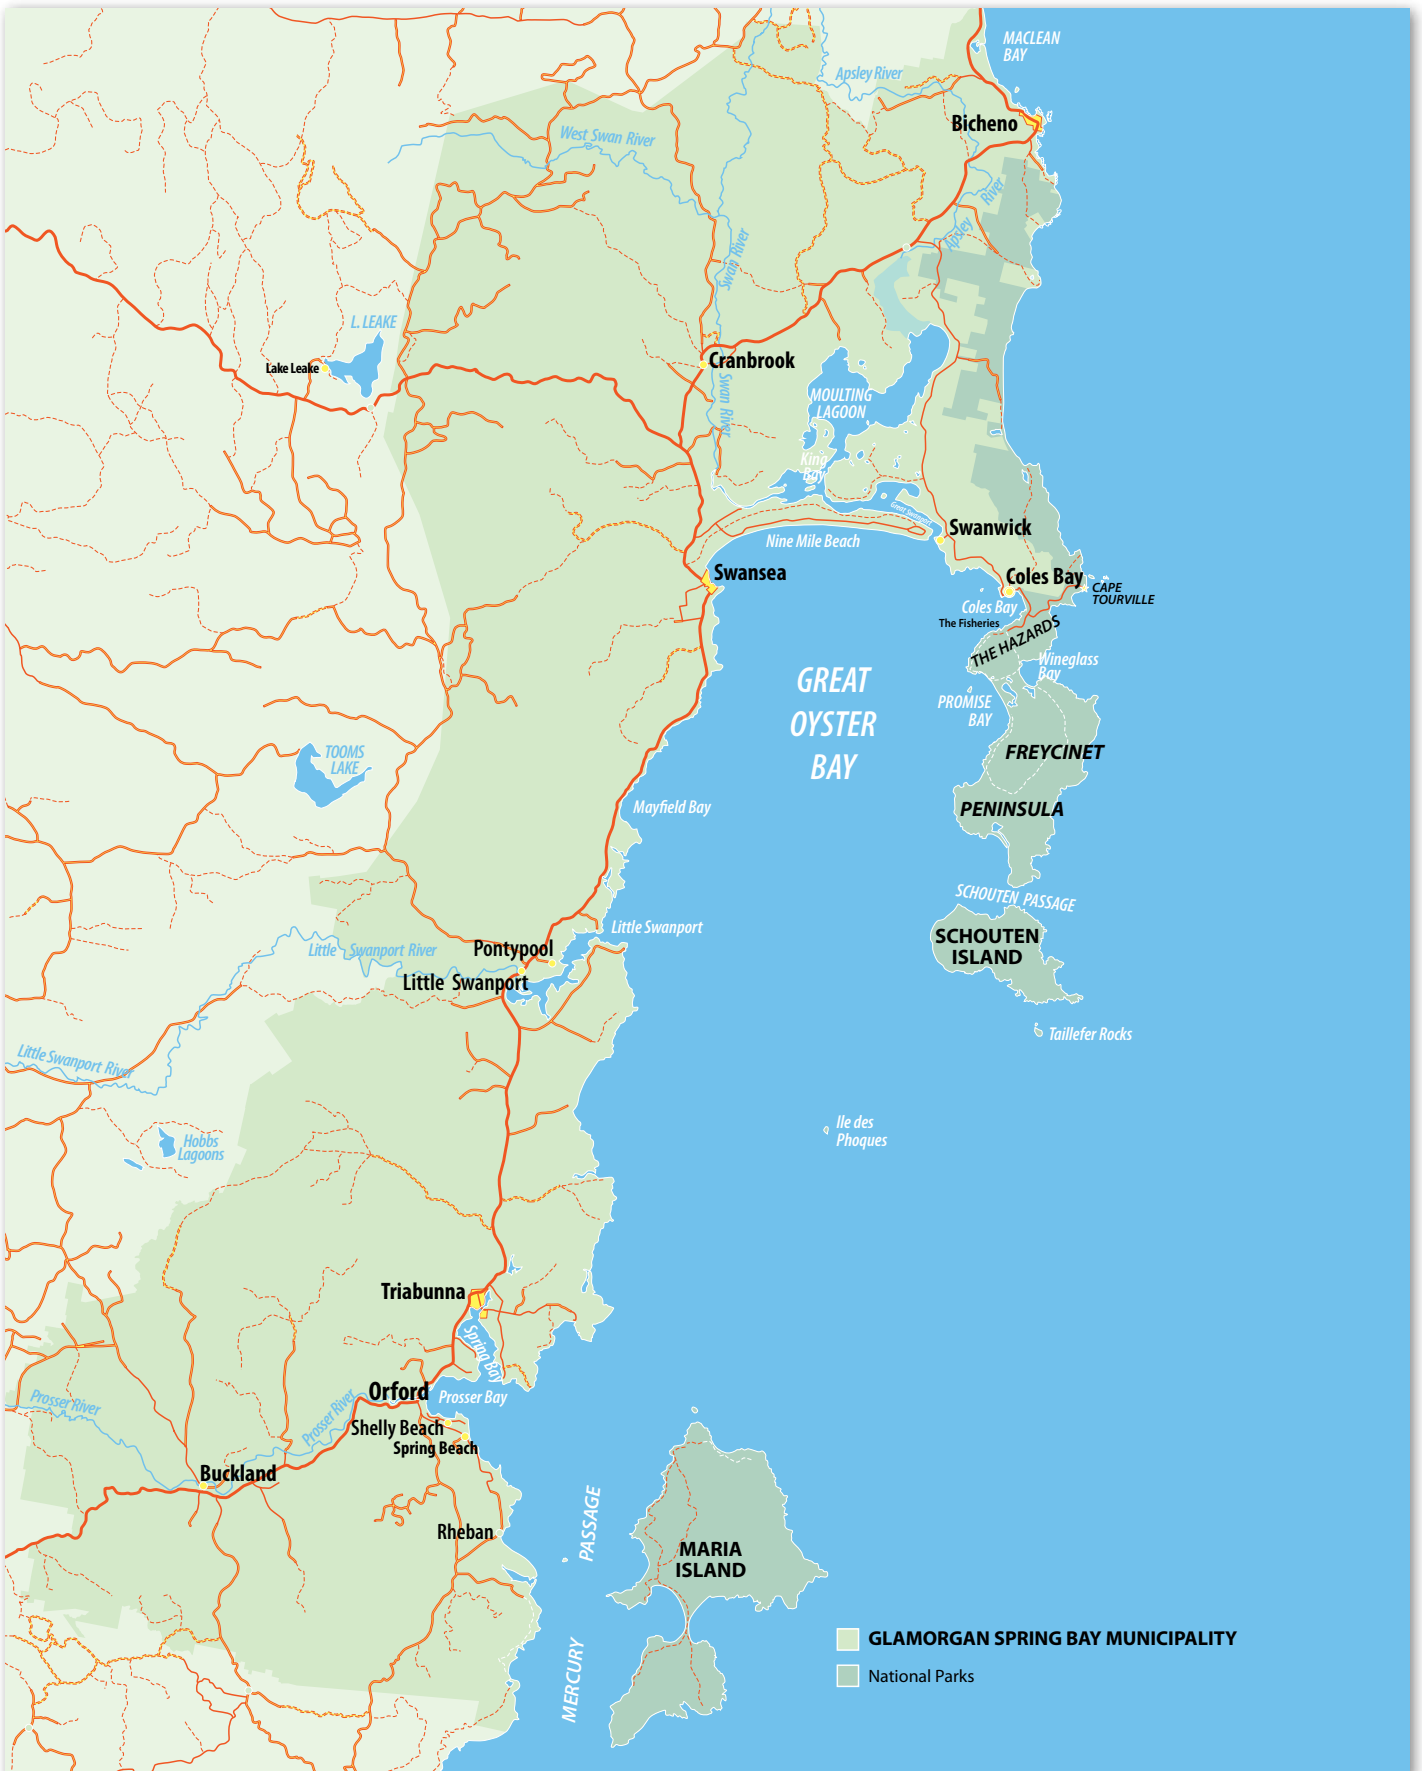 MACLEAN
BAY
Apsley River
Bicheno
West Swan River
River
Apsley
Swan River
L. LEAKE
Lake Leake
Cranbrook
Swan River
MOULTING
LAGOON
King
Bay
Great Swanport
Swanwick
Nine Mile Beach
Swansea
Coles Bay
CAPE
TOURVILLE
Coles Bay
The Fisheries
THE HAZARDS
Wineglass
Bay
GREAT
OYSTER
BAY
PROMISE
BAY
FREYCINET
PENINSULA
TOOMS
LAKE
Mayfield Bay
SCHOUTEN PASSAGE
Little Swanport
SCHOUTEN
ISLAND
Little Swanport River
Pontypool
Little Swanport
Taillefer Rocks
Little Swanport River
Ile des
Phoques
Hobbs
Lagoons
Triabunna
Spring Bay
Orford
Prosser Bay
Prosser River
Prosser River
Shelly Beach
Spring Beach
Buckland
Rheban
PASSAGE
MERCURY
MARIA
ISLAND
GLAMORGAN SPRING BAY MUNICIPALITY
National Parks